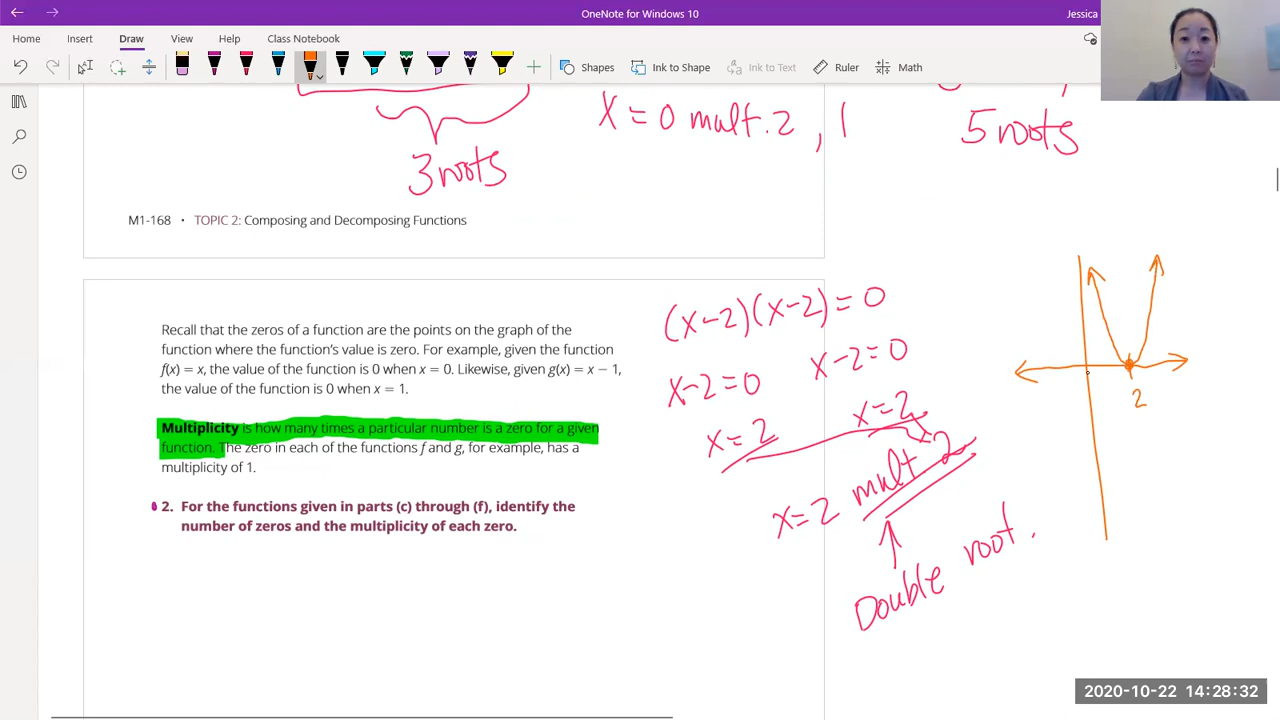 OneNote for Windows 10
Jessica
Home Insert Draw View Help Class Notebook
Shapes Ink to Shape Ink to Text Ruler Math
x = 0 mult. 2 , 1
5 roots
3 roots
M1-168 • TOPIC 2: Composing and Decomposing Functions
Recall that the zeros of a function are the points on the graph of the
function where the function's value is zero. For example, given the function
f(x) = x, the value of the function is 0 when x = 0. Likewise, given g(x) = x − 1,
the value of the function is 0 when x = 1.
Multiplicity is how many times a particular number is a zero for a given
function. The zero in each of the functions f and g, for example, has a
multiplicity of 1.
2. For the functions given in parts (c) through (f), identify the
number of zeros and the multiplicity of each zero.
(x-2)(x-2) = 0
x-2=0 x-2=0
x=2 x=2
x=2 mult 2
Double root.
2
2020-10-22 14:28:32